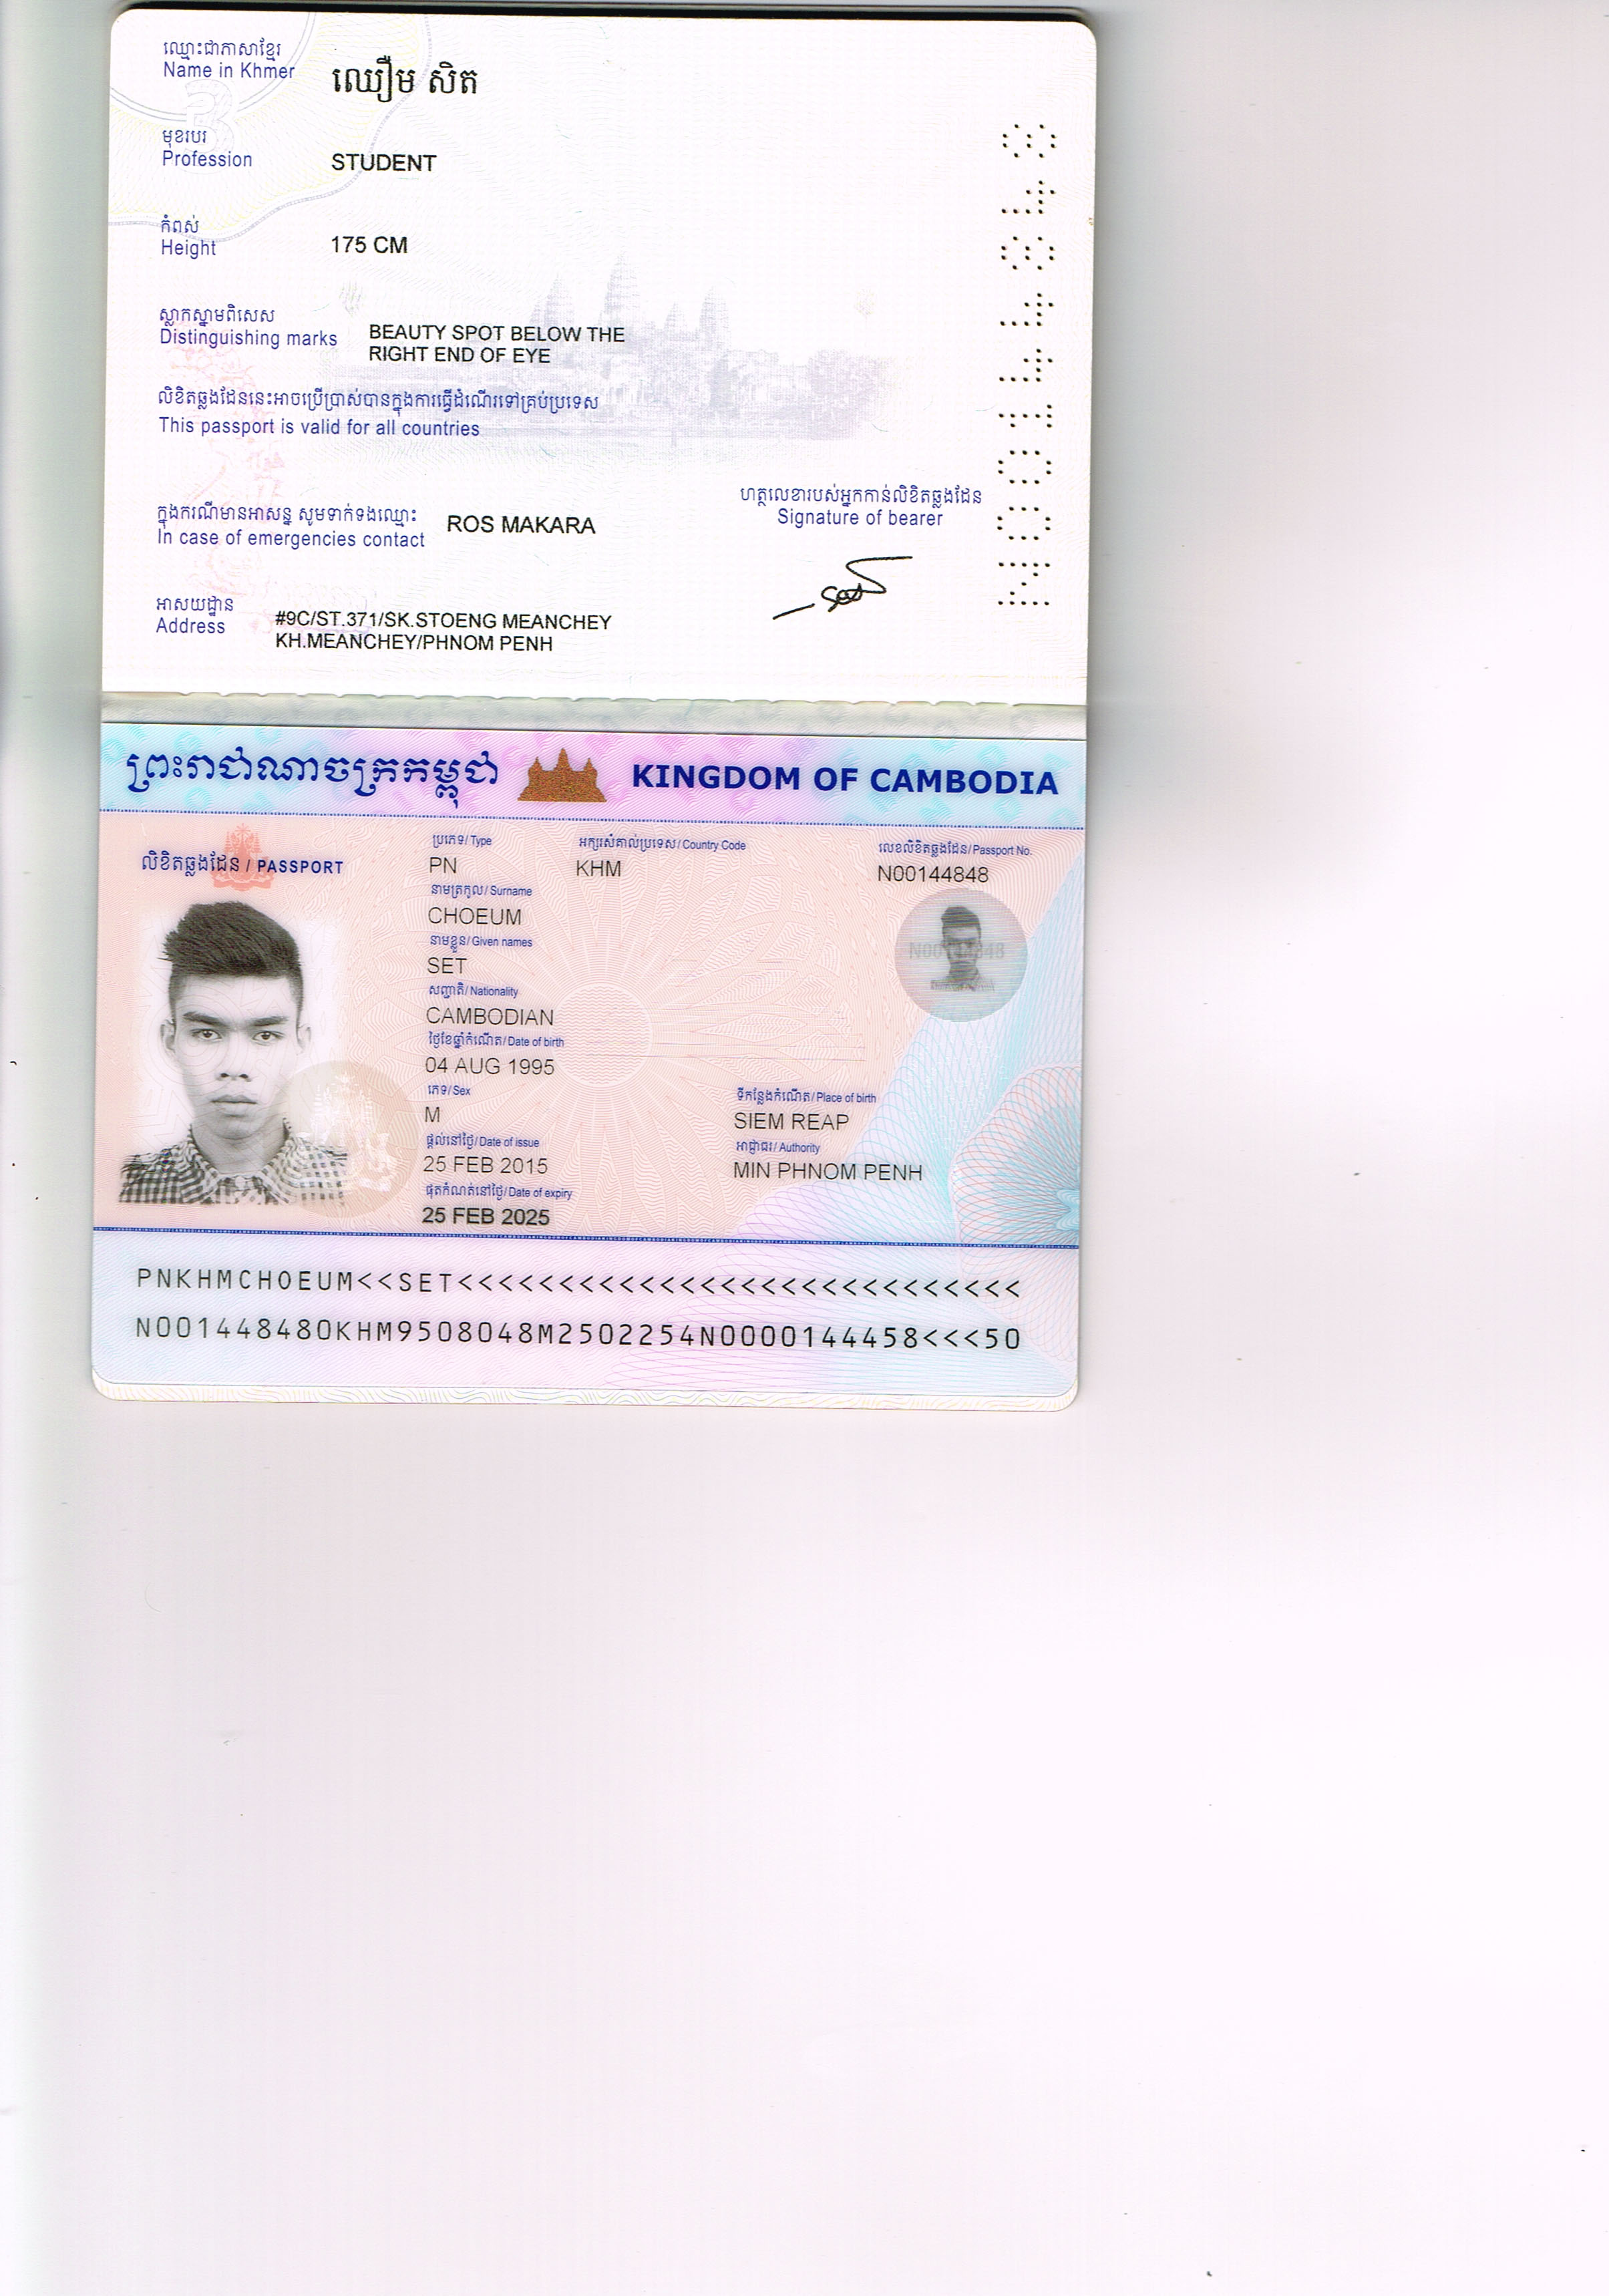 ឈ្មោះជាភាសាខ្មែរ
Name in Khmer
ឈឿម សិត
មុខរបរ
Profession
STUDENT
កំពស់
Height
175 CM
ស្លាកស្នាមពិសេស
Distinguishing marks
BEAUTY SPOT BELOW THE
RIGHT END OF EYE
លិខិតឆ្លងដែននេះអាចប្រើប្រាស់បានក្នុងការធ្វើដំណើរទៅគ្រប់ប្រទេស
This passport is valid for all countries
ក្នុងករណីមានអាសន្ន សូមទាក់ទងឈ្មោះ
In case of emergencies contact
ROS MAKARA
ហត្ថលេខារបស់អ្នកកាន់លិខិតឆ្លងដែន
Signature of bearer
អាសយដ្ឋាន
Address
#9C/ST.371/SK.STOENG MEANCHEY
KH.MEANCHEY/PHNOM PENH
N00144848
ព្រះរាជាណាចក្រកម្ពុជា KINGDOM OF CAMBODIA
លិខិតឆ្លងដែន / PASSPORT
ប្រភេទ/ Type
PN
អក្សរសំគាល់ប្រទេស/ Country Code
KHM
លេខលិខិតឆ្លងដែន/ Passport No.
N00144848
នាមត្រកូល/ Surname
CHOEUM
នាមខ្លួន/ Given names
SET
សញ្ជាតិ/ Nationality
CAMBODIAN
ថ្ងៃខែឆ្នាំកំណើត/ Date of birth
04 AUG 1995
ភេទ/ Sex
M
ទីកន្លែងកំណើត/ Place of birth
SIEM REAP
ផ្តល់នៅថ្ងៃ/ Date of issue
25 FEB 2015
អាជ្ញាធរ/ Authority
MIN PHNOM PENH
ផុតកំណត់នៅថ្ងៃ/ Date of expiry
25 FEB 2025
N00144848
PNKHMCHOEUM<<SET<<<<<<<<<<<<<<<<<<<<<<<<<<<<
N001448480KHM9508048M2502254N0000144458<<<50